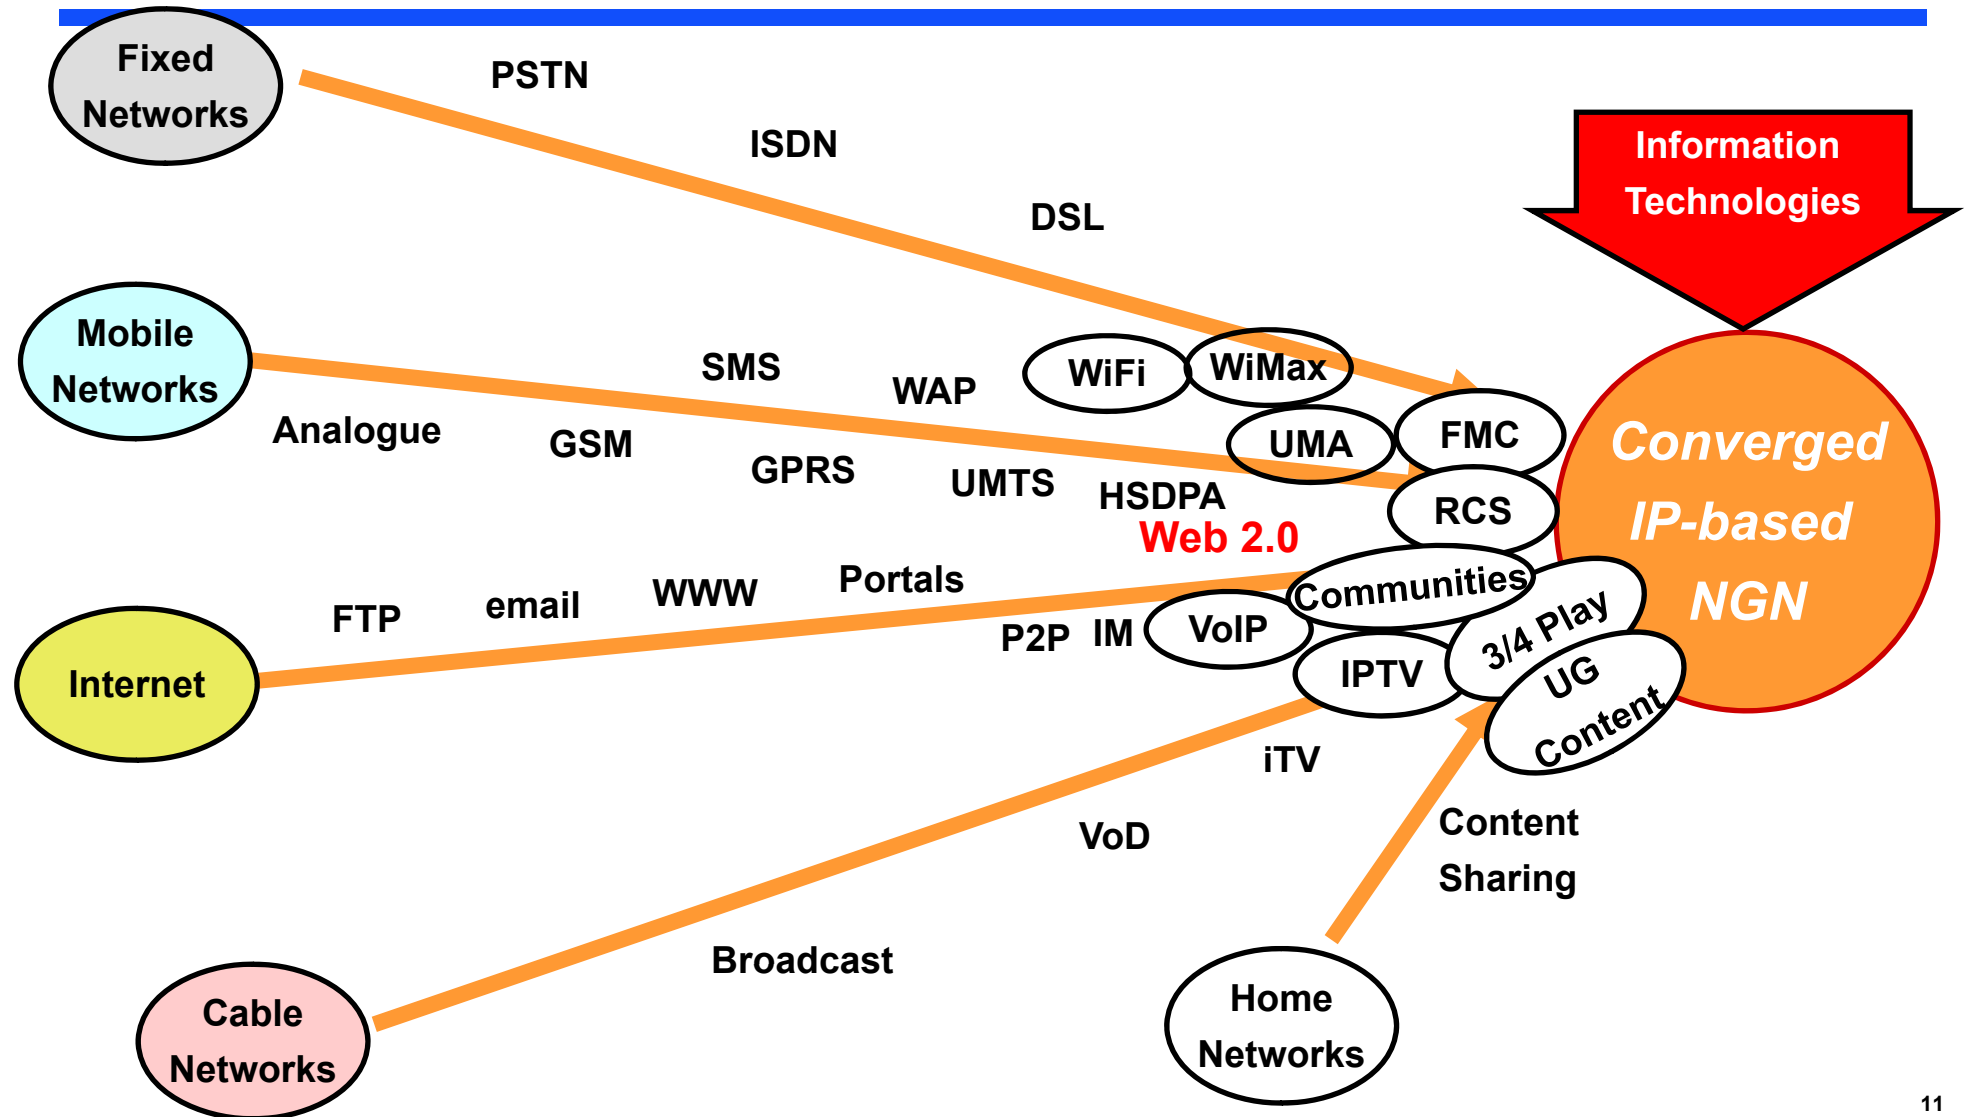 Fixed
Networks
PSTN
ISDN
DSL
Information
Technologies
Mobile
Networks
SMS
WAP
WiFi
WiMax
Analogue
GSM
GPRS
UMTS
HSDPA
UMA
FMC
RCS
Converged
IP-based
NGN
Web 2.0
Internet
FTP
email
WWW
Portals
P2P
IM
VoIP
Communities
IPTV
3/4 Play
UG
Content
iTV
VoD
Broadcast
Content
Sharing
Cable
Networks
Home
Networks
11